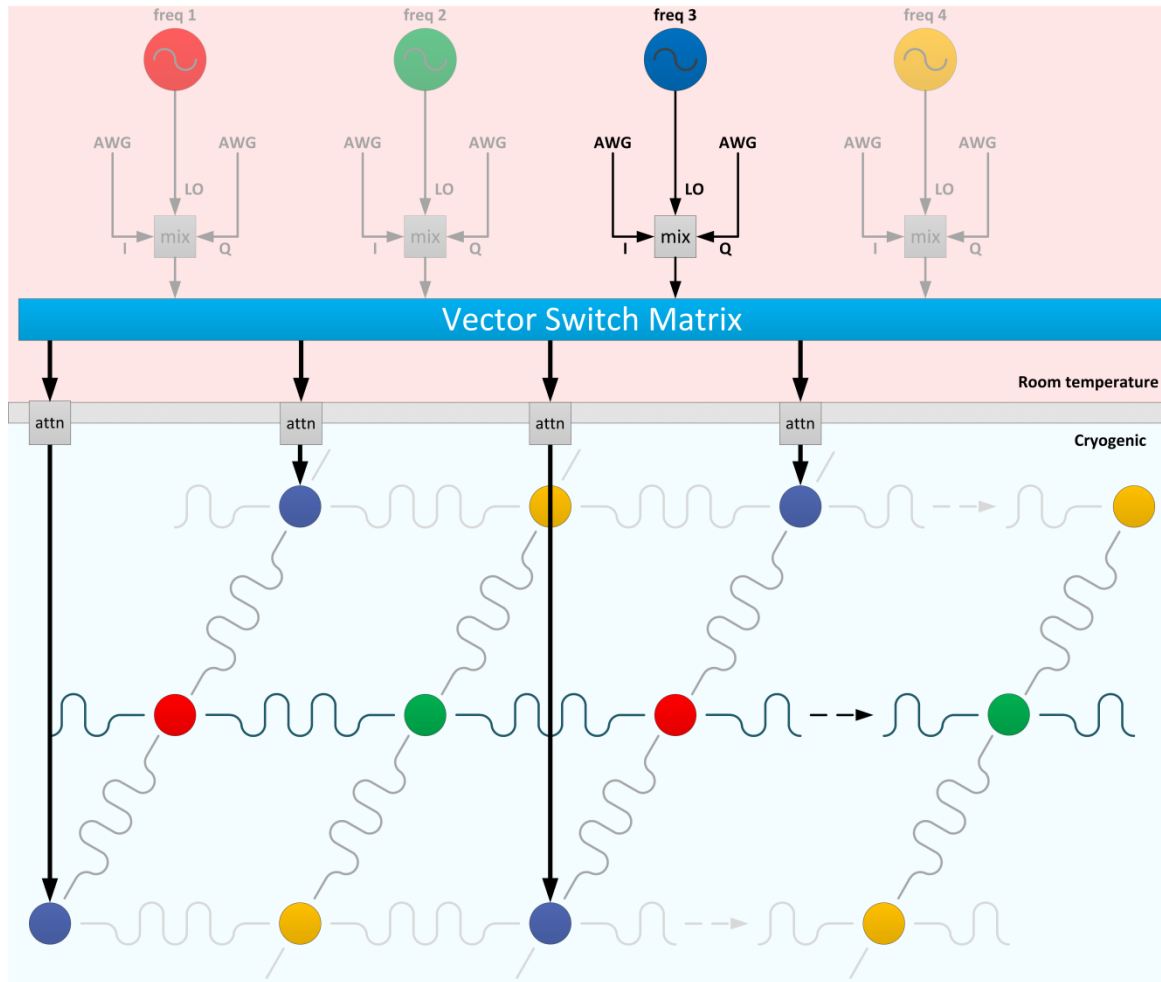 freq 1 freq 2 freq 3 freq 4
AWG AWG AWG AWG AWG AWG AWG AWG
LO LO LO LO
mix mix mix mix
I Q I Q I Q I Q
Vector Switch Matrix
Room temperature
attn attn attn attn
Cryogenic